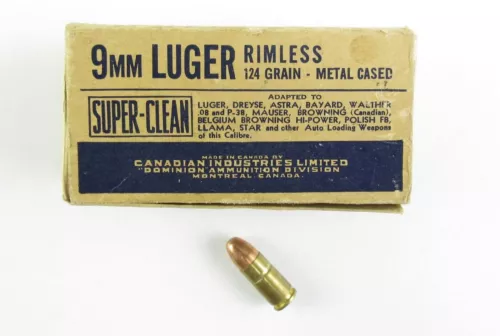 9MM LUGER RIMLESS
124 GRAIN - METAL CASED
SUPER-CLEAN
ADAPTED TO
LUGER, DREYSE, ASTRA, BAYARD, WALTHER
.08 and P-38, MAUSER, BROWNING (Canadian),
BELGIUM BROWNING HI-POWER, POLISH FB,
LLAMA, STAR and other Auto Loading Weapons
of this Calibre.
MADE IN CANADA BY
CANADIAN INDUSTRIES LIMITED
"DOMINION" AMMUNITION DIVISION
MONTREAL, CANADA.